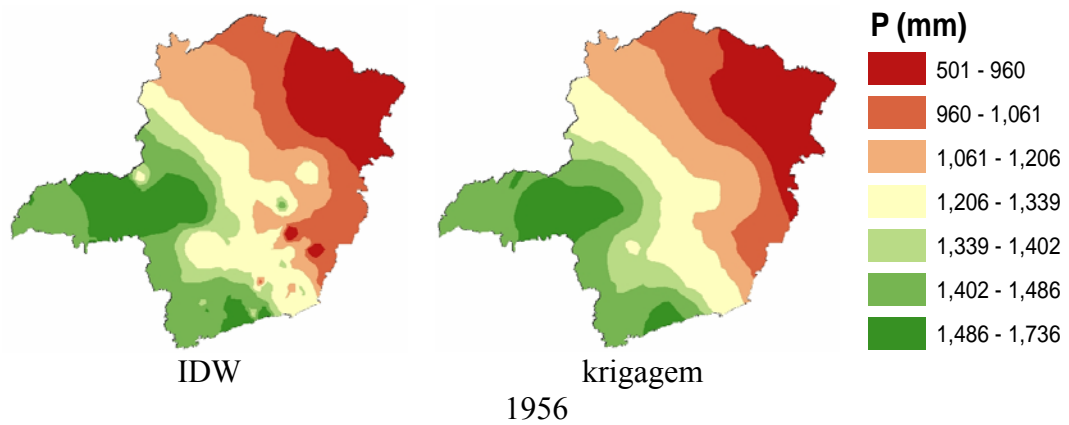 P (mm)
501 - 960
960 - 1,061
1,061 - 1,206
1,206 - 1,339
1,339 - 1,402
1,402 - 1,486
1,486 - 1,736
IDW
krigagem
1956